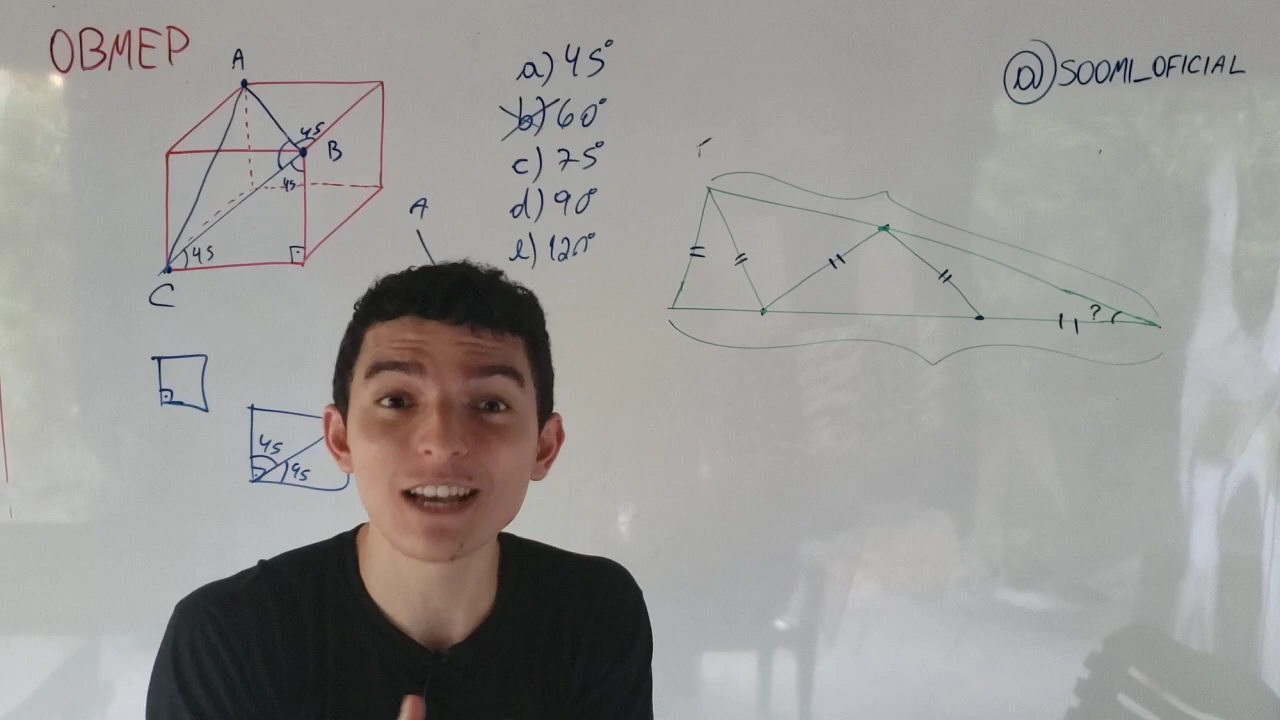 OBMEP
A
45
B
45
45
C
a) 45°
b) 60°
c) 75°
d) 90°
e) 120°
A
45
45
@SOOMI_OFICIAL
?